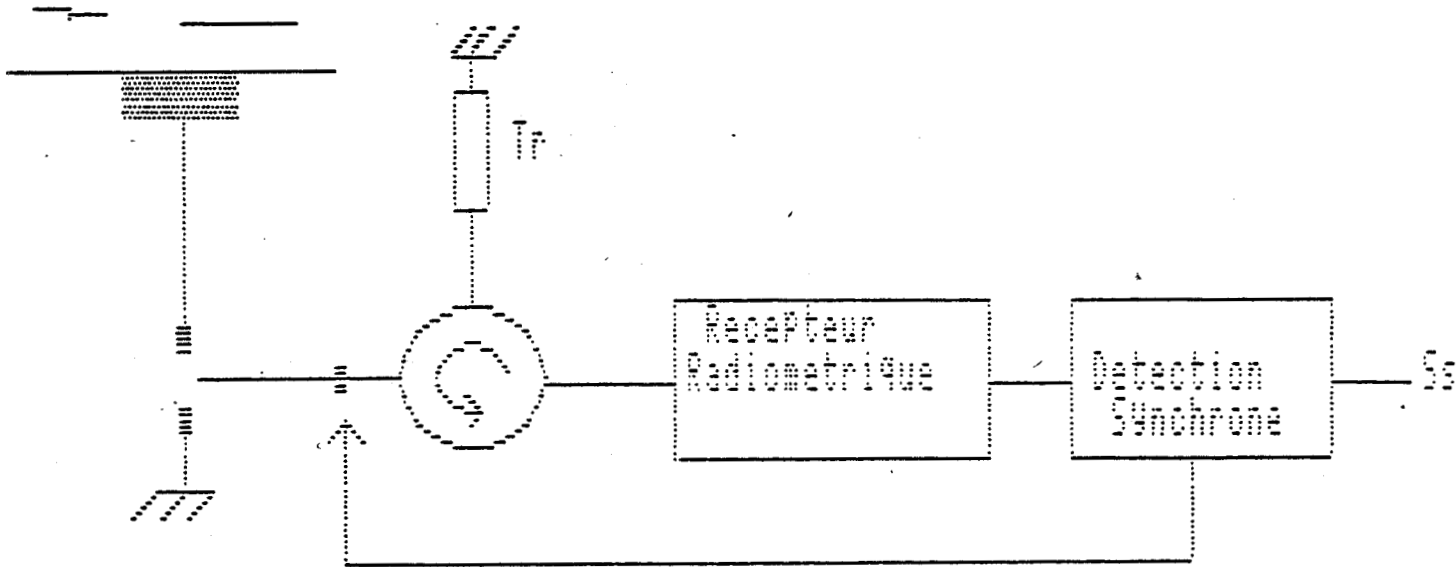 Tr
Recepteur
Radiometrique
Detection
Synchrone
Ss